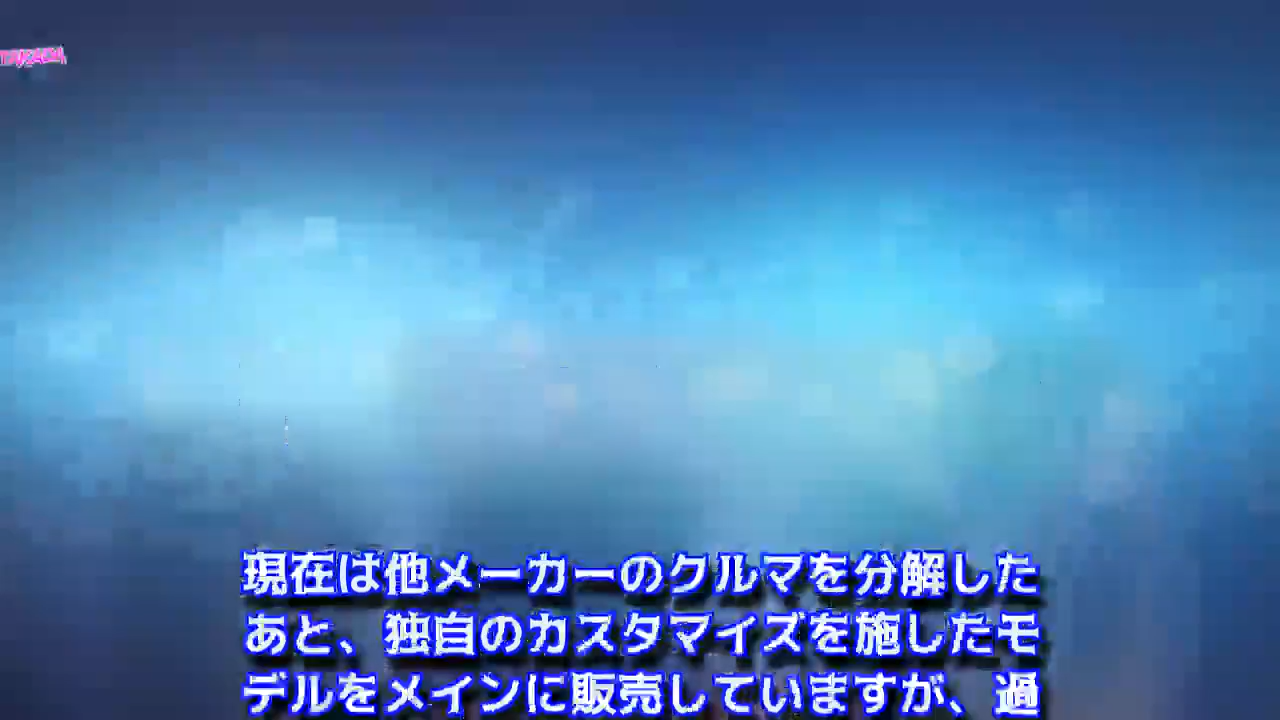 現在は他メーカーのクルマを分解した
あと、独自のカスタマイズを施したモ
デルをメインに販売していますが、過